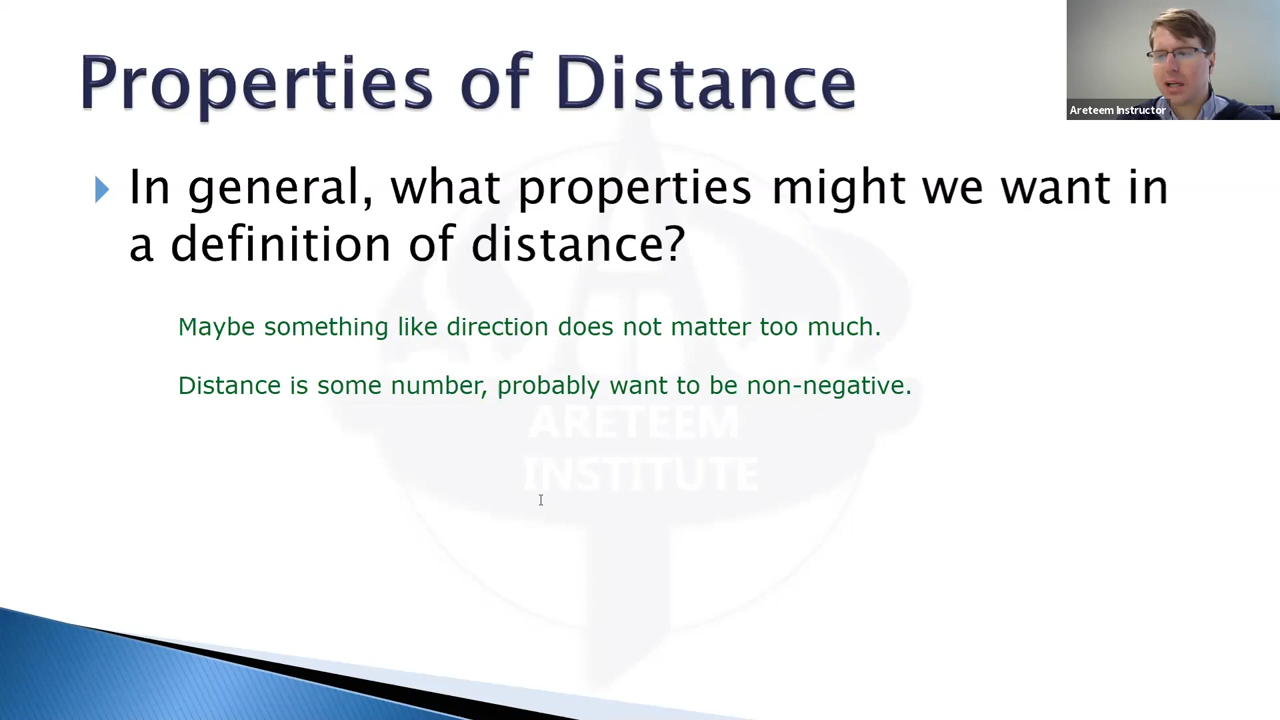 Properties of Distance
Areteem Instructor
In general, what properties might we want in
a definition of distance?
Maybe something like direction does not matter too much.
Distance is some number, probably want to be non-negative.
ARETEEM
INSTITUTE